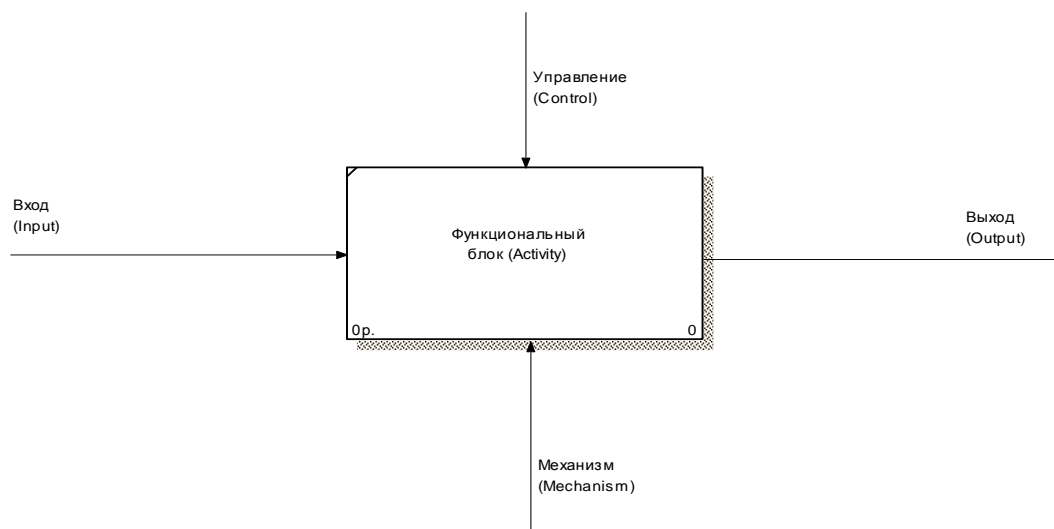 Управление
(Control)
Вход
(Input)
Функциональный
блок (Activity)
Выход
(Output)
0р.
0
Механизм
(Mechanism)